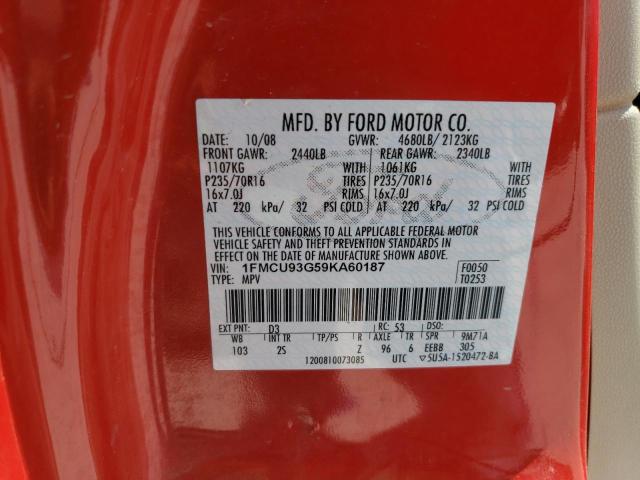 MFD. BY FORD MOTOR CO.
DATE: 10/08 GVWR: 4680LB/ 2123KG
FRONT GAWR: 2440LB REAR GAWR: 2340LB
1107KG WITH 1061KG WITH
P235/70R16 TIRES P235/70R16 TIRES
16x7.0J RIMS 16x7.0J RIMS
AT 220 kPa/ 32 PSI COLD AT 220 kPa/ 32 PSI COLD
THIS VEHICLE CONFORMS TO ALL APPLICABLE FEDERAL MOTOR
VEHICLE SAFETY AND THEFT PREVENTION STANDARDS IN
EFFECT ON THE DATE OF MANUFACTURE SHOWN ABOVE.
VIN: 1FMCU93G59KA60187 F0050
TYPE: MPV T0253
EXT PNT: D3 RC: 53 DSO:
WB INT TR TP/PS R AXLE TR SPR 9M71A
103 2S Z 96 6 EEBB 305
1200810073085 UTC ▽5U5A-1520472-BA